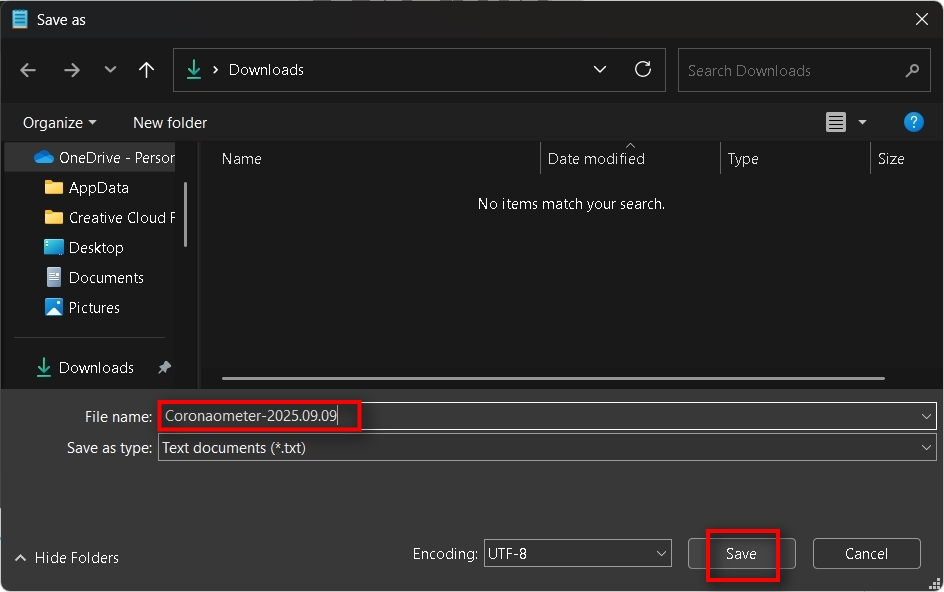 Save as
Downloads
Search Downloads
Organize
New folder
?
OneDrive - Person
AppData
Creative Cloud F
Desktop
Documents
Pictures
Downloads
Name
Date modified
Type
Size
No items match your search.
File name: Coronaometer-2025.09.09
Save as type: Text documents (*.txt)
Hide Folders
Encoding: UTF-8
Save
Cancel